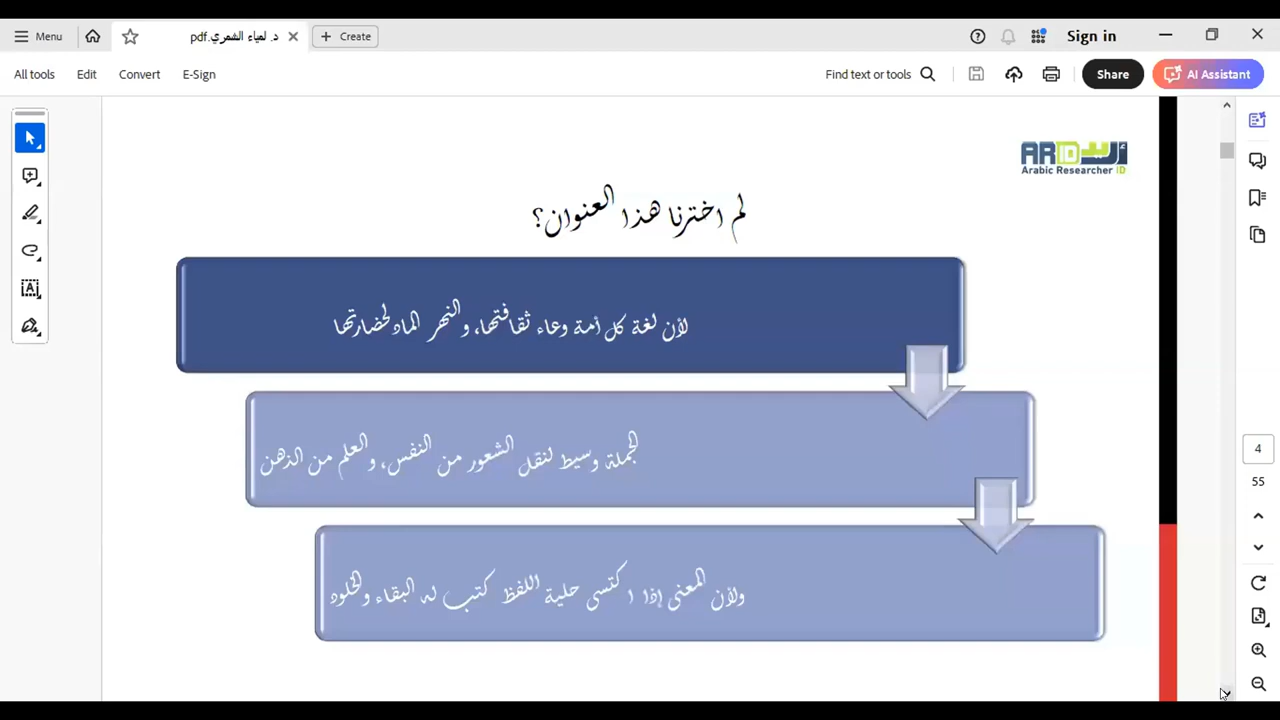 Menu
د. لمياء الشمري.pdf
Create
Sign in
All tools
Edit
Convert
E-Sign
Find text or tools
Share
AI Assistant
ARID أريد
Arabic Researcher ID
لم اخترنا هذا العنوان؟
لأن لغة كل أمة وعاء ثقافتها، والنهر الماد لحضارتها
الجملة وسيط لنقل الشعور من النفس، والعلم من الذهن
ولأن المعنى إذا اكتسى حلية اللفظ كتب له البقاء والخلود
4
55